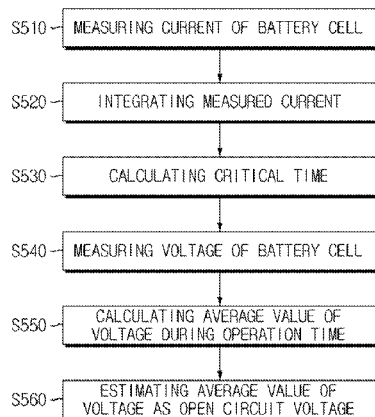 S510 MEASURING CURRENT OF BATTERY CELL
S520 INTEGRATING MEASURED CURRENT
S530 CALCULATING CRITICAL TIME
S540 MEASURING VOLTAGE OF BATTERY CELL
S550 CALCULATING AVERAGE VALUE OF
VOLTAGE DURING OPERATION TIME
S560 ESTIMATING AVERAGE VALUE OF
VOLTAGE AS OPEN CIRCUIT VOLTAGE